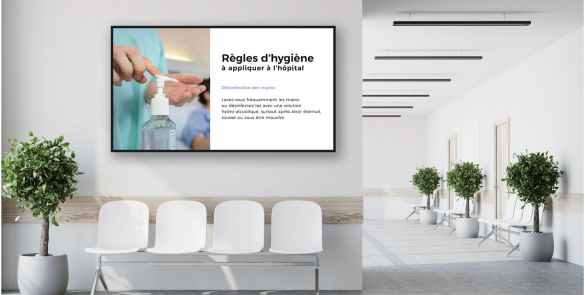 Règles d'hygiène
à appliquer à l'hôpital
Désinfection des mains
Lavez-vous fréquemment les mains
ou désinfectez-les avec une solution
hydro-alcoolique, surtout après avoir éternué,
toussé ou vous être mouché.